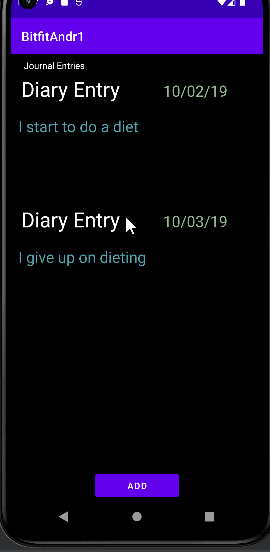 BitfitAndr1
Journal Entries
Diary Entry 10/02/19
I start to do a diet
Diary Entry 10/03/19
I give up on dieting
ADD